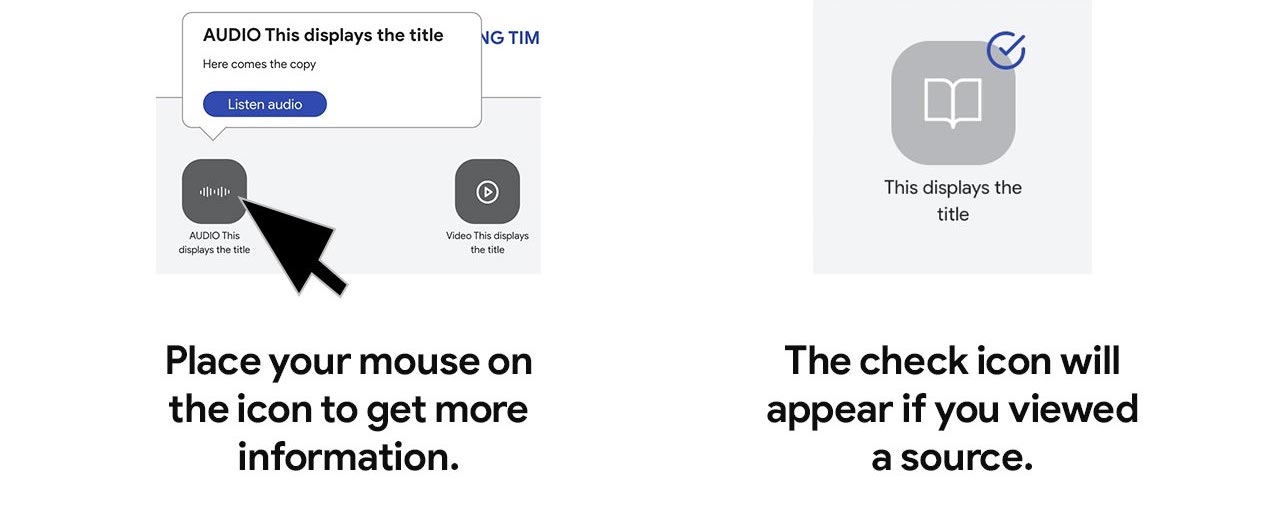 AUDIO This displays the title
NG TIM
Here comes the copy
Listen audio
AUDIO This
displays the title
Video This displays
the title
Place your mouse on
the icon to get more
information.
This displays the
title
The check icon will
appear if you viewed
a source.